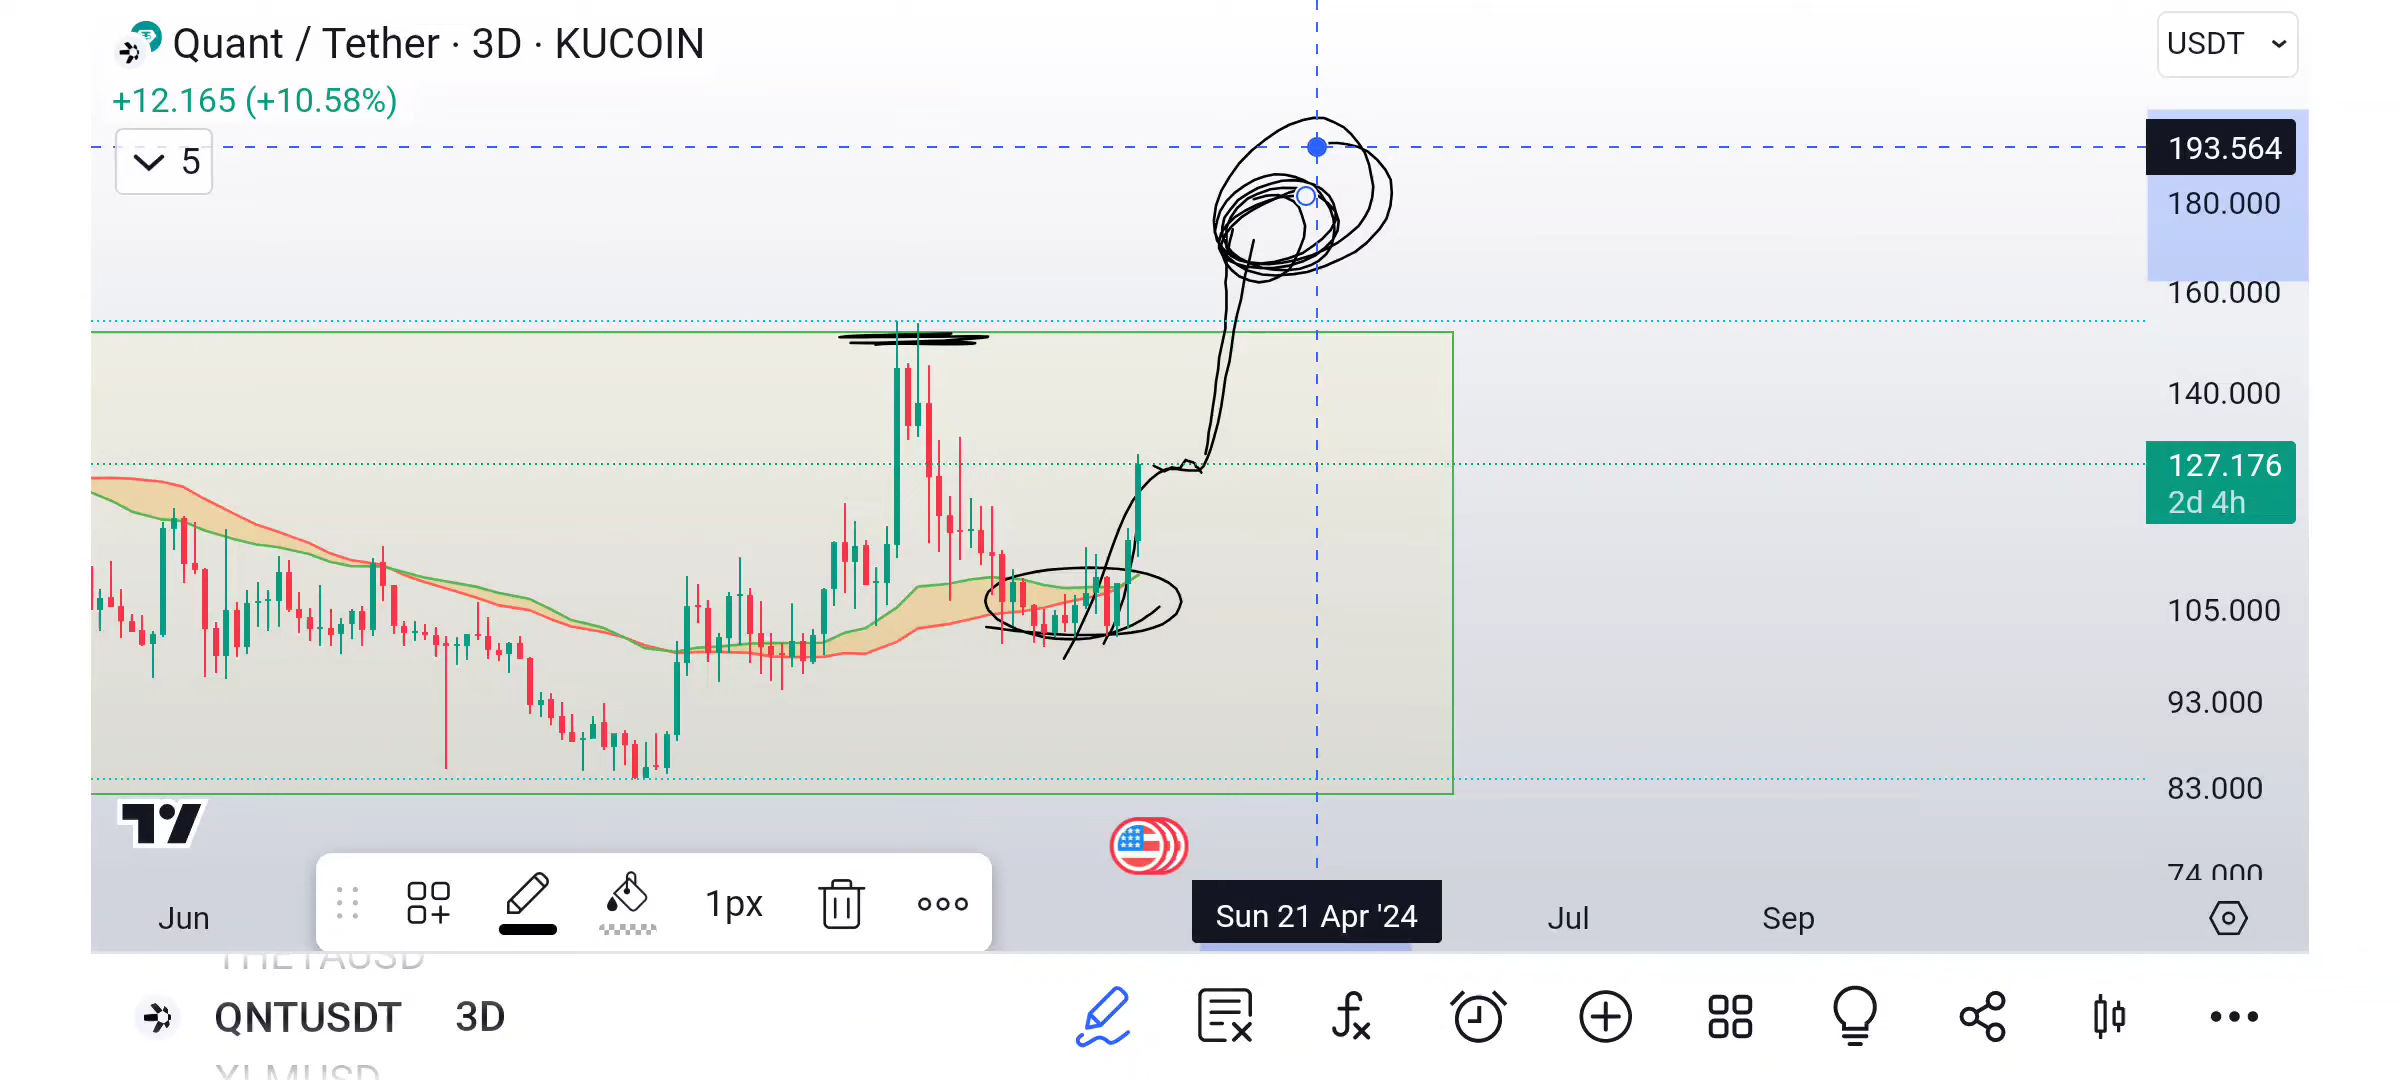 Quant / Tether · 3D · KUCOIN
USDT
+12.165 (+10.58%)
5
193.564
180.000
160.000
140.000
127.176
2d 4h
105.000
93.000
83.000
74.000
Jun
1px
Sun 21 Apr '24
Jul
Sep
THETAUSD
QNTUSDT 3D
XLMUSD